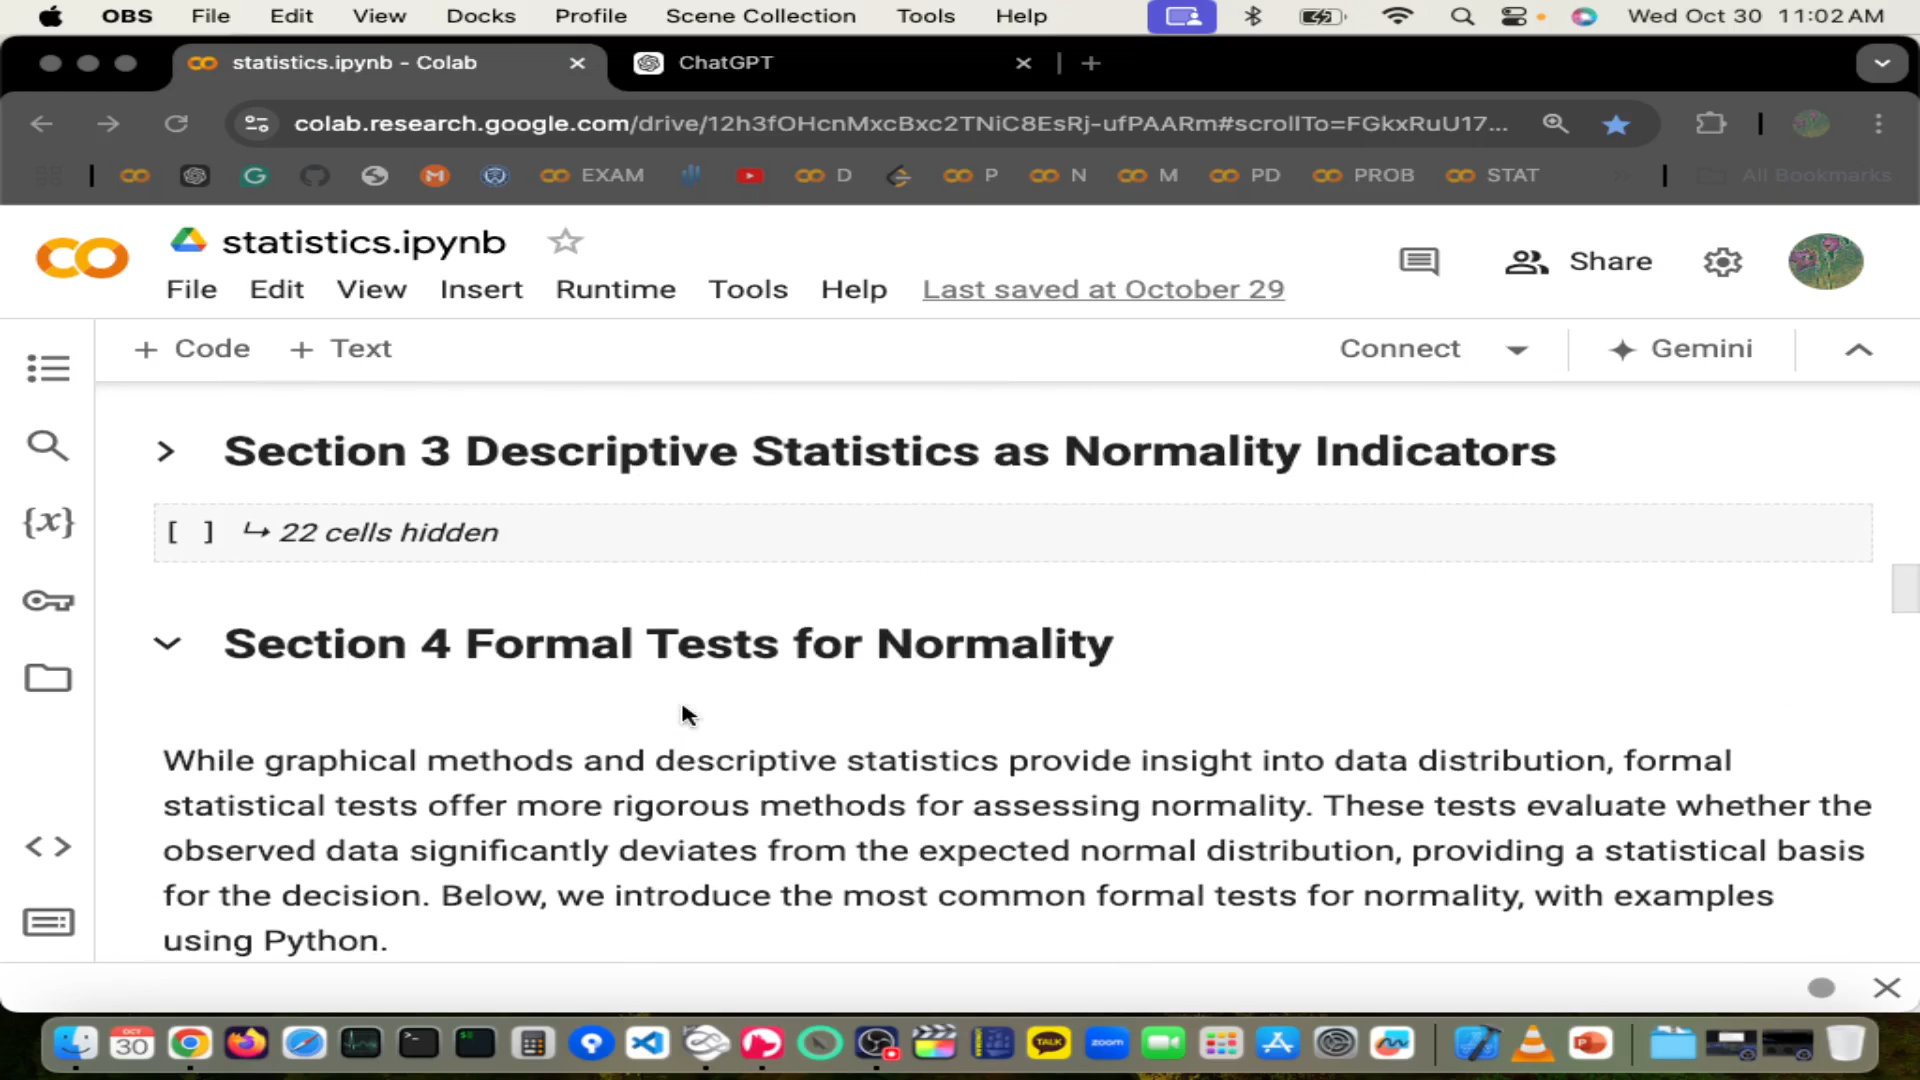 OBS File Edit View Docks Profile Scene Collection Tools Help Wed Oct 30 11:02 AM
statistics.ipynb - Colab ChatGPT
colab.research.google.com/drive/12h3fOHcnMxcBxc2TNiC8EsRj-ufPAARm#scrollTo=FGkxRuU17...
EXAM D P N M PD PROB STAT All Bookmarks
statistics.ipynb
Share
File Edit View Insert Runtime Tools Help Last saved at October 29
+ Code + Text Connect Gemini
Section 3 Descriptive Statistics as Normality Indicators
[ ] ↳ 22 cells hidden
Section 4 Formal Tests for Normality
While graphical methods and descriptive statistics provide insight into data distribution, formal
statistical tests offer more rigorous methods for assessing normality. These tests evaluate whether the
observed data significantly deviates from the expected normal distribution, providing a statistical basis
for the decision. Below, we introduce the most common formal tests for normality, with examples
using Python.
OCT
30
TALK
zoom